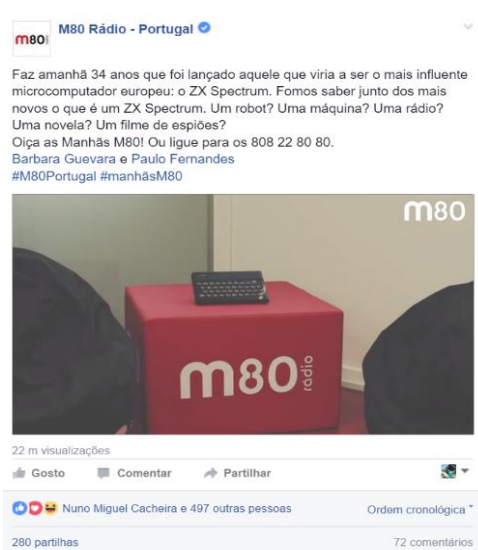 m80
M80 Rádio - Portugal
Faz amanhã 34 anos que foi lançado aquele que viria a ser o mais influente
microcomputador europeu: o ZX Spectrum. Fomos saber junto dos mais
novos o que é um ZX Spectrum. Um robot? Uma máquina? Uma rádio?
Uma novela? Um filme de espiões?
Oiça as Manhãs M80! Ou ligue para os 808 22 80 80.
Barbara Guevara e Paulo Fernandes
#M80Portugal #manhãsM80
m80
m80 rádio
22 m visualizações
Gosto Comentar Partilhar
Nuno Miguel Cacheira e 497 outras pessoas Ordem cronológica
280 partilhas 72 comentários